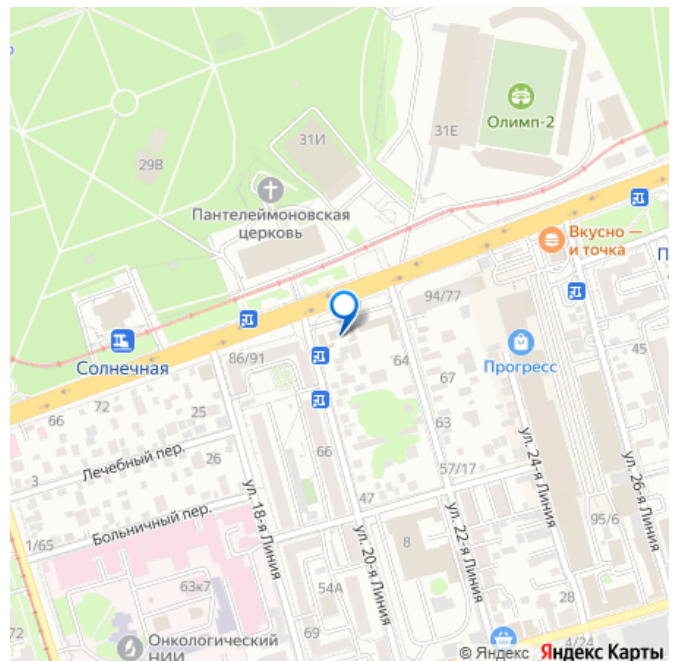 31И
31Е
Олимп-2
29В
Пантелеймоновская
церковь
Вкусно —
и точка
П
94/77
Солнечная
86/91
64
Прогресс
45
67
72
66
25
63
Лечебный пер.
26
66
57/17
ул. 24-я Линия
ул. 26-я Линия
3
ул. 18-я Линия
47
Больничный пер.
ул. 20-я Линия
ул. 22-я Линия
95/6
1/65
8
63к7
54А
28
72
69
Онкологический
НИИ
4/24
© Яндекс Яндекс Карты